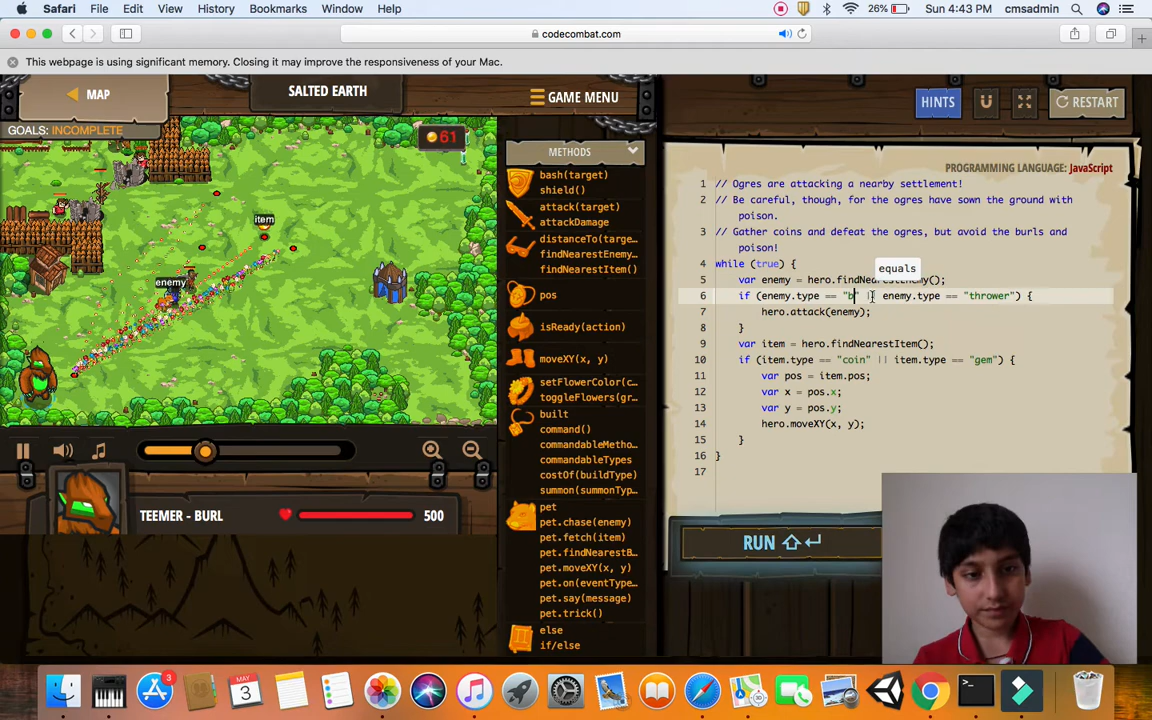 Safari File Edit View History Bookmarks Window Help 26% Sun 4:43 PM cmsadmin
codecombat.com
This webpage is using significant memory. Closing it may improve the responsiveness of your Mac.
MAP
SALTED EARTH
GAME MENU
HINTS
RESTART
GOALS: INCOMPLETE
61
item
enemy
METHODS
bash(target)
shield()
attack(target)
attackDamage
distanceTo(targe…
findNearestEnemy…
findNearestItem()
pos
isReady(action)
moveXY(x, y)
setFlowerColor(c…
toggleFlowers(gr…
built
command()
commandableMetho…
commandableTypes
costOf(buildType)
summon(summonTyp…
pet
pet.chase(enemy)
pet.fetch(item)
pet.findNearestB…
pet.moveXY(x, y)
pet.on(eventType…
pet.say(message)
pet.trick()
else
if/else
PROGRAMMING LANGUAGE: JavaScript
1 // Ogres are attacking a nearby settlement!
2 // Be careful, though, for the ogres have sown the ground with
poison.
3 // Gather coins and defeat the ogres, but avoid the burls and
poison!
4 while (true) {
equals
5 var enemy = hero.findNearestEnemy();
6 if (enemy.type == "b" || enemy.type == "thrower") {
7 hero.attack(enemy);
8 }
9 var item = hero.findNearestItem();
10 if (item.type == "coin" || item.type == "gem") {
11 var pos = item.pos;
12 var x = pos.x;
13 var y = pos.y;
14 hero.moveXY(x, y);
15 }
16 }
17
RUN
TEEMER - BURL
500
3
MAY
3